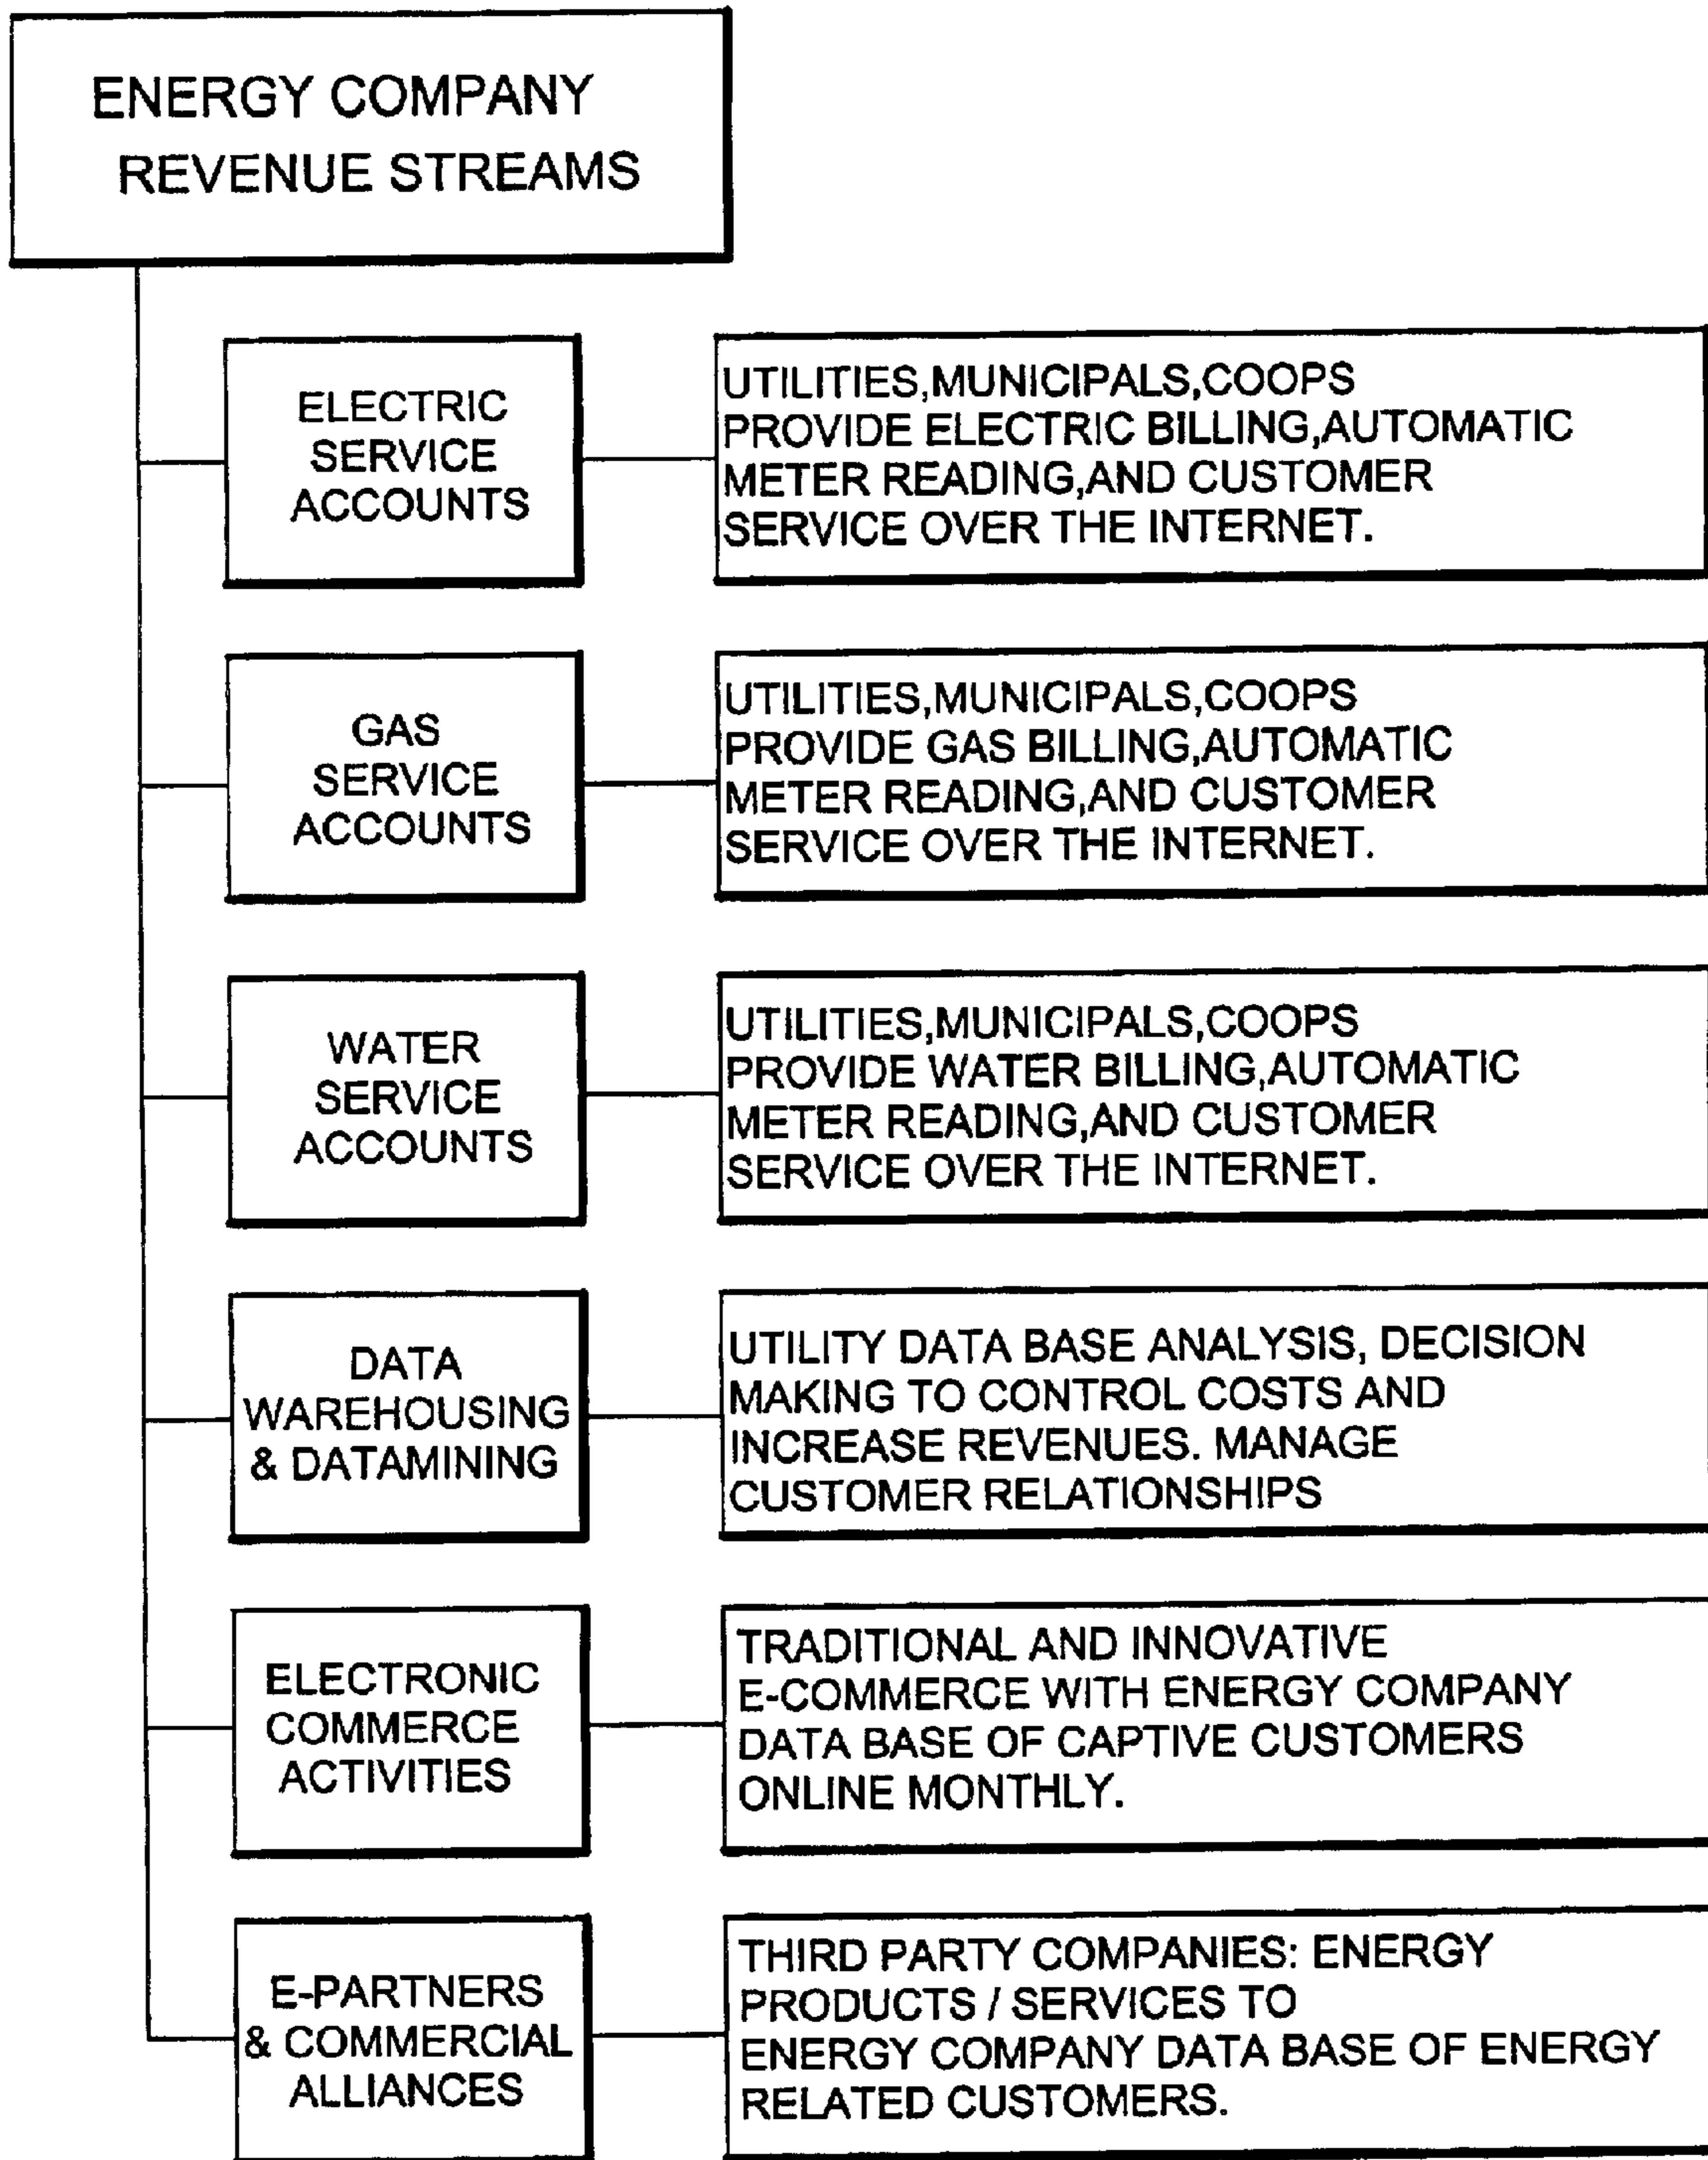 ENERGY COMPANY
REVENUE STREAMS
ELECTRIC
SERVICE
ACCOUNTS
UTILITIES,MUNICIPALS,COOPS
PROVIDE ELECTRIC BILLING,AUTOMATIC
METER READING,AND CUSTOMER
SERVICE OVER THE INTERNET.
GAS
SERVICE
ACCOUNTS
UTILITIES,MUNICIPALS,COOPS
PROVIDE GAS BILLING,AUTOMATIC
METER READING,AND CUSTOMER
SERVICE OVER THE INTERNET.
WATER
SERVICE
ACCOUNTS
UTILITIES,MUNICIPALS,COOPS
PROVIDE WATER BILLING,AUTOMATIC
METER READING,AND CUSTOMER
SERVICE OVER THE INTERNET.
DATA
WAREHOUSING
& DATAMINING
UTILITY DATA BASE ANALYSIS, DECISION
MAKING TO CONTROL COSTS AND
INCREASE REVENUES. MANAGE
CUSTOMER RELATIONSHIPS
ELECTRONIC
COMMERCE
ACTIVITIES
TRADITIONAL AND INNOVATIVE
E-COMMERCE WITH ENERGY COMPANY
DATA BASE OF CAPTIVE CUSTOMERS
ONLINE MONTHLY.
E-PARTNERS
& COMMERCIAL
ALLIANCES
THIRD PARTY COMPANIES: ENERGY
PRODUCTS / SERVICES TO
ENERGY COMPANY DATA BASE OF ENERGY
RELATED CUSTOMERS.